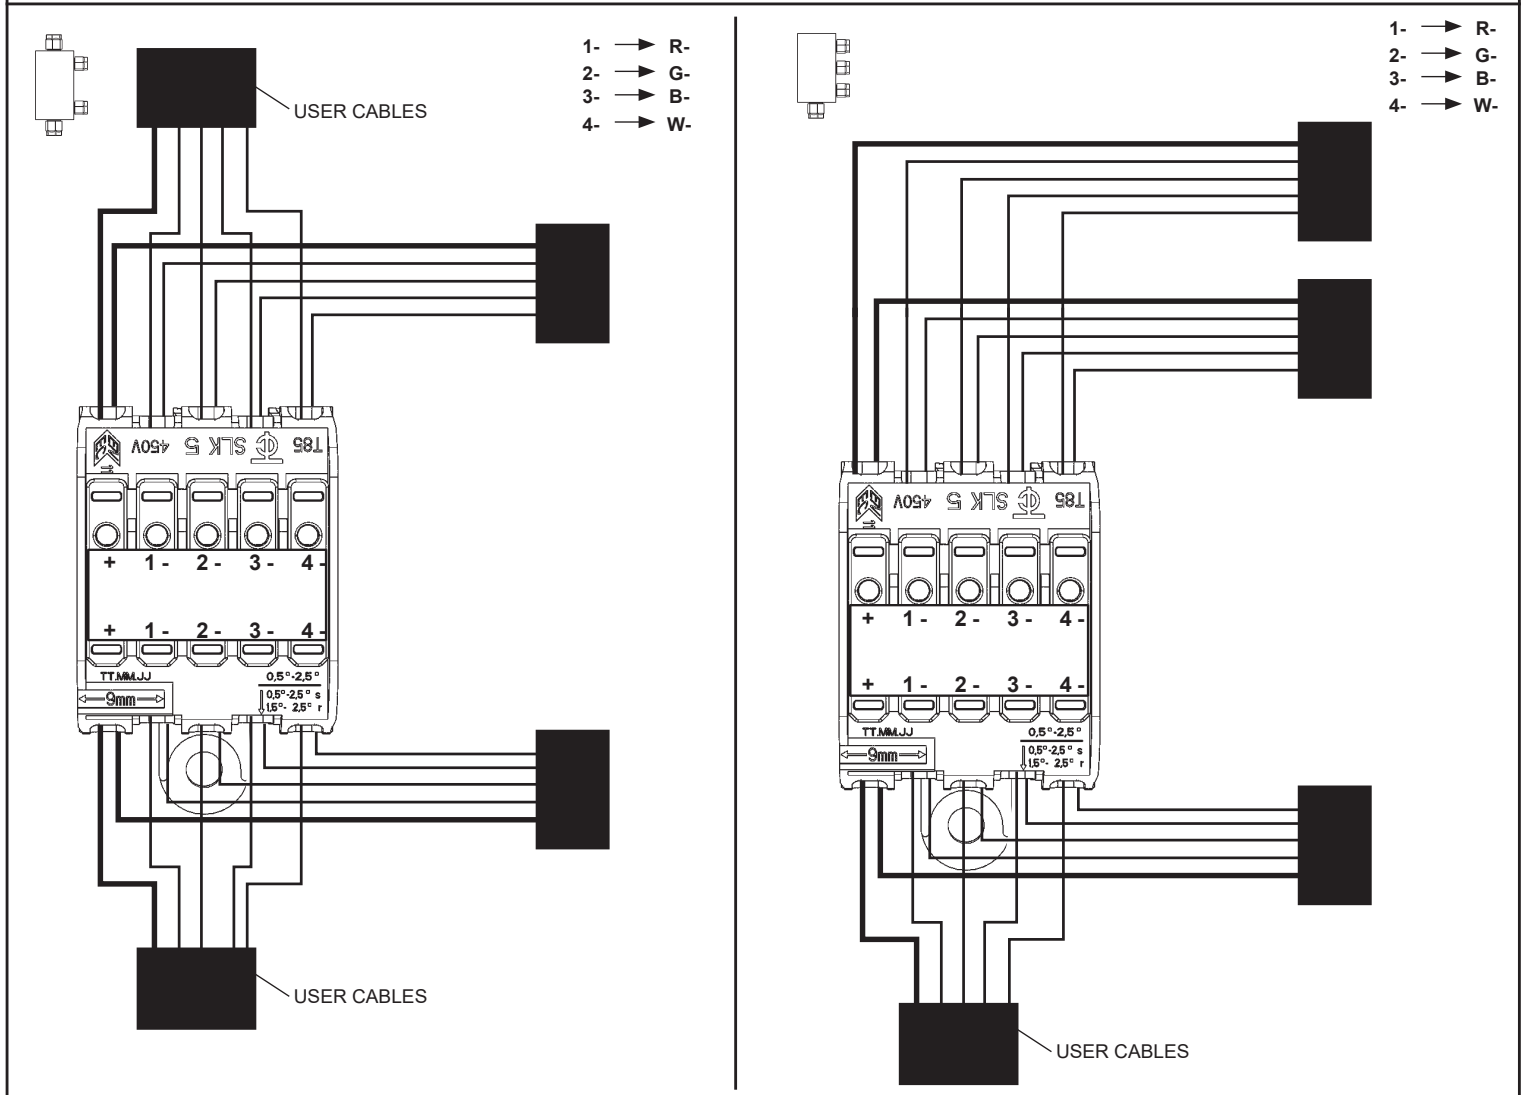 1- R-
2- G-
3- B-
4- W-
USER CABLES
450V SLK 5 T85
11
+ 1 - 2 - 3 - 4 -
+ 1 - 2 - 3 - 4 -
TT.MM.JJ
9mm
0,5°-2,5°
0,5°-2,5° s
1,5°- 2,5° r
USER CABLES
1- R-
2- G-
3- B-
4- W-
450V SLK 5 T85
11
+ 1 - 2 - 3 - 4 -
+ 1 - 2 - 3 - 4 -
TT.MM.JJ
9mm
0,5°-2,5°
0,5°-2,5° s
1,5°- 2,5° r
USER CABLES